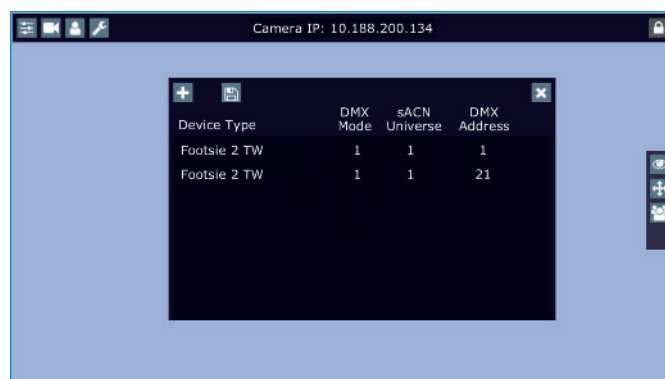 Camera IP: 10.188.200.134
DMX sACN DMX
Device Type Mode Universe Address
Footsie 2 TW 1 1 1
Footsie 2 TW 1 1 21